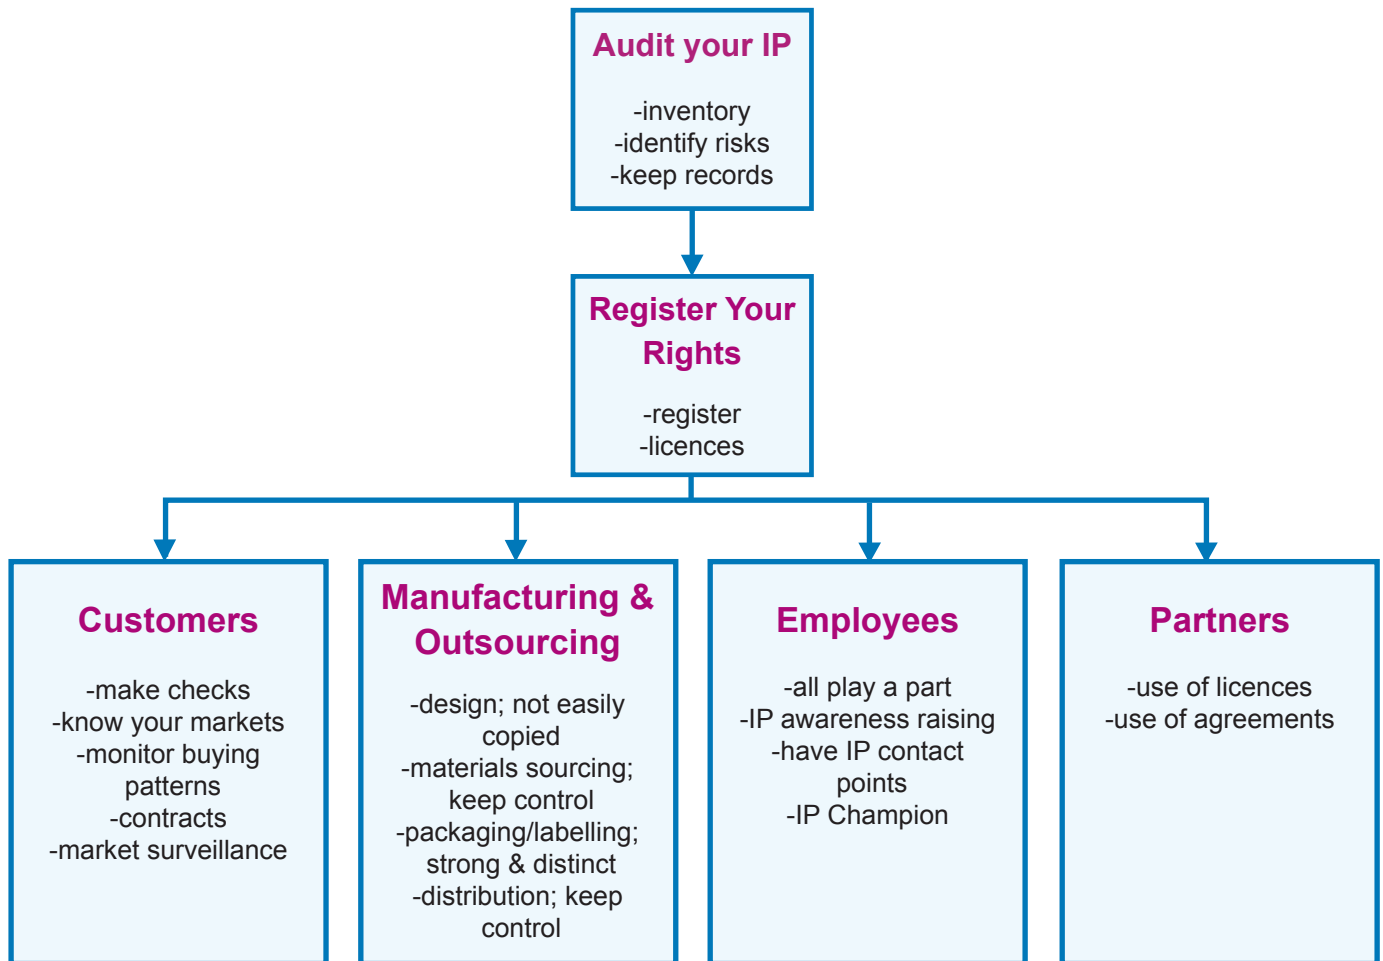 Audit your IP
-inventory
-identify risks
-keep records
Register Your
Rights
-register
-licences
Customers
-make checks
-know your markets
-monitor buying
patterns
-contracts
-market surveillance
Manufacturing &
Outsourcing
-design; not easily
copied
-materials sourcing;
keep control
-packaging/labelling;
strong & distinct
-distribution; keep
control
Employees
-all play a part
-IP awareness raising
-have IP contact
points
-IP Champion
Partners
-use of licences
-use of agreements